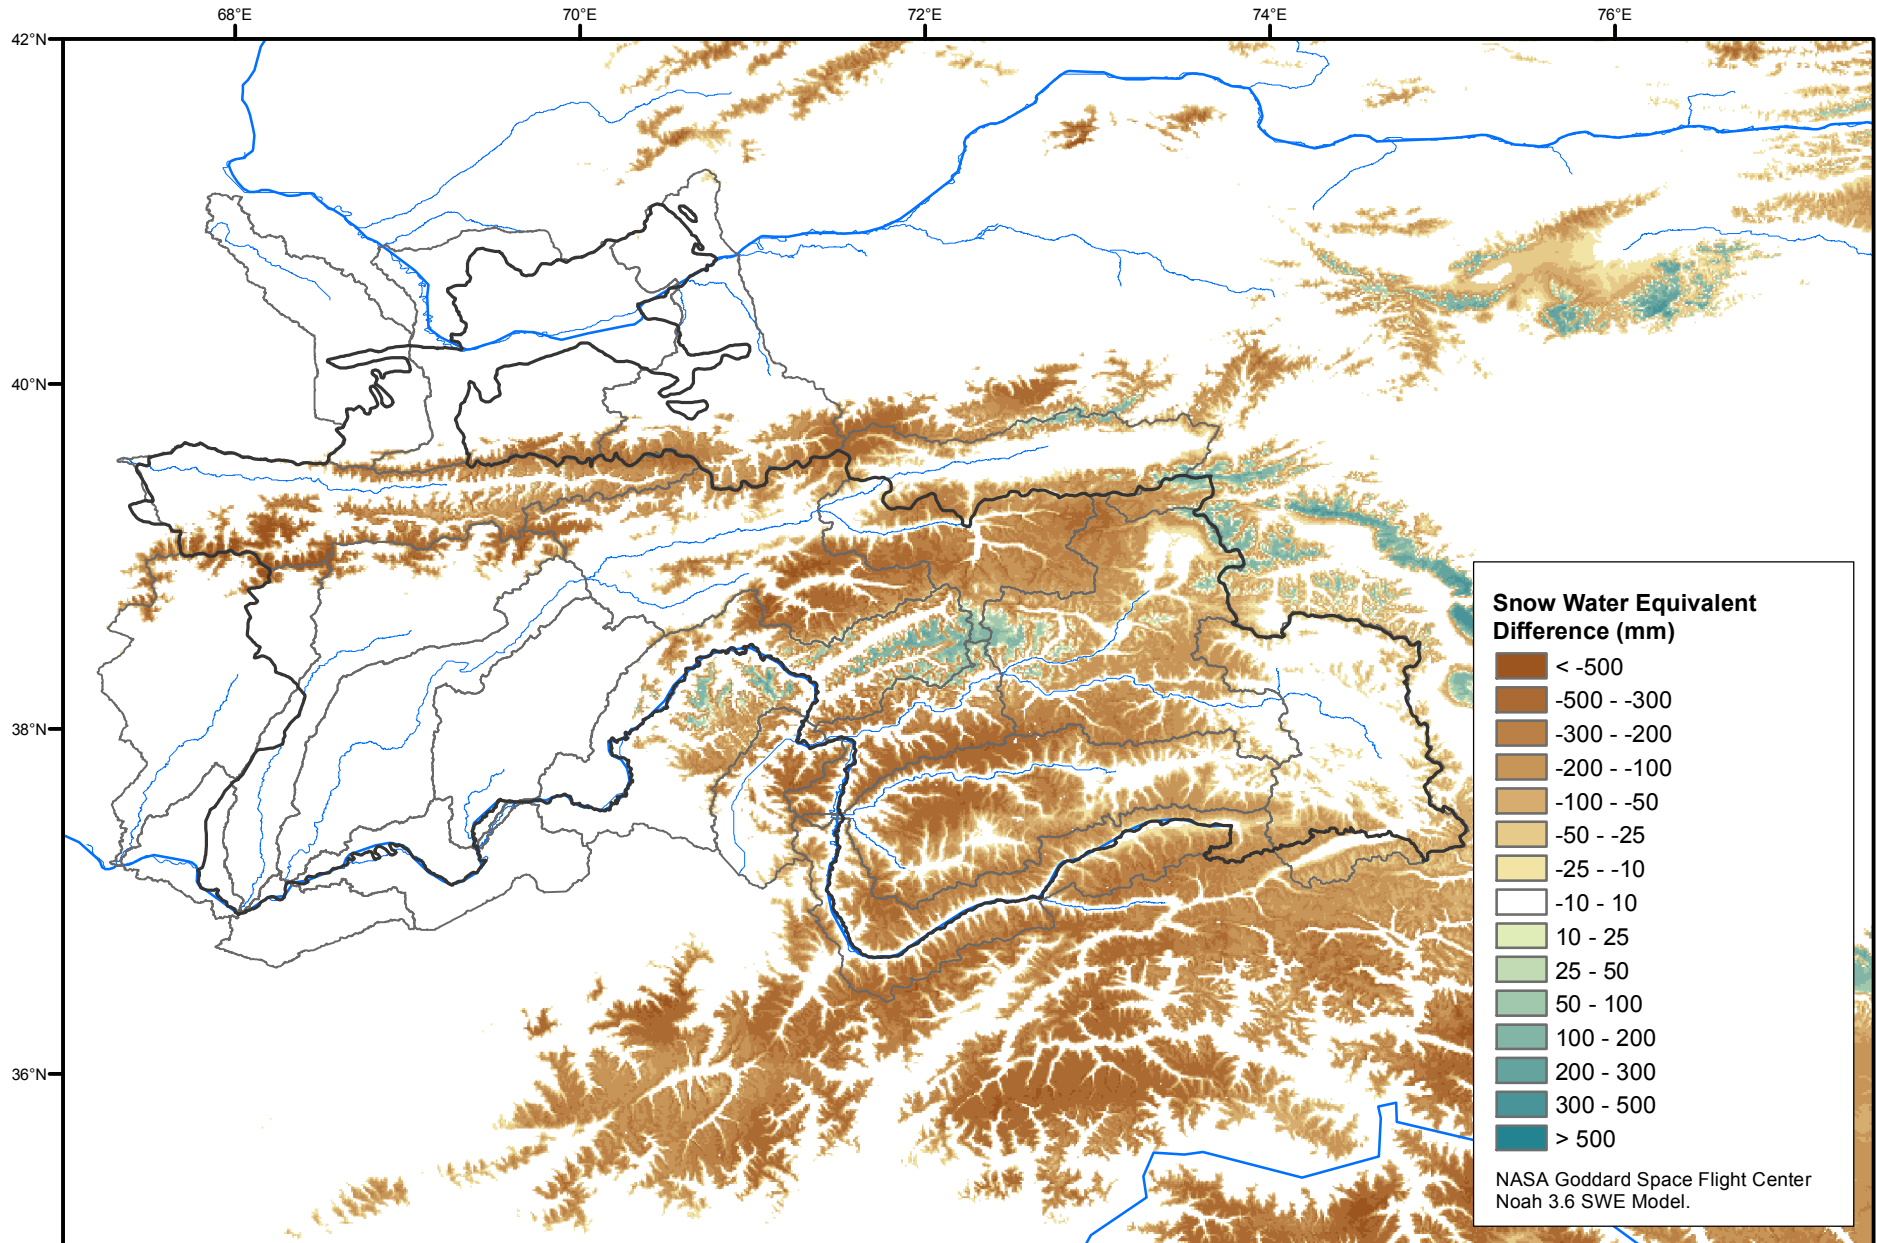 68°E
70°E
72°E
74°E
76°E
42°N
40°N
38°N
36°N
Snow Water Equivalent
Difference (mm)
< -500
-500 - -300
-300 - -200
-200 - -100
-100 - -50
-50 - -25
-25 - -10
-10 - 10
10 - 25
25 - 50
50 - 100
100 - 200
200 - 300
300 - 500
> 500
NASA Goddard Space Flight Center
Noah 3.6 SWE Model.